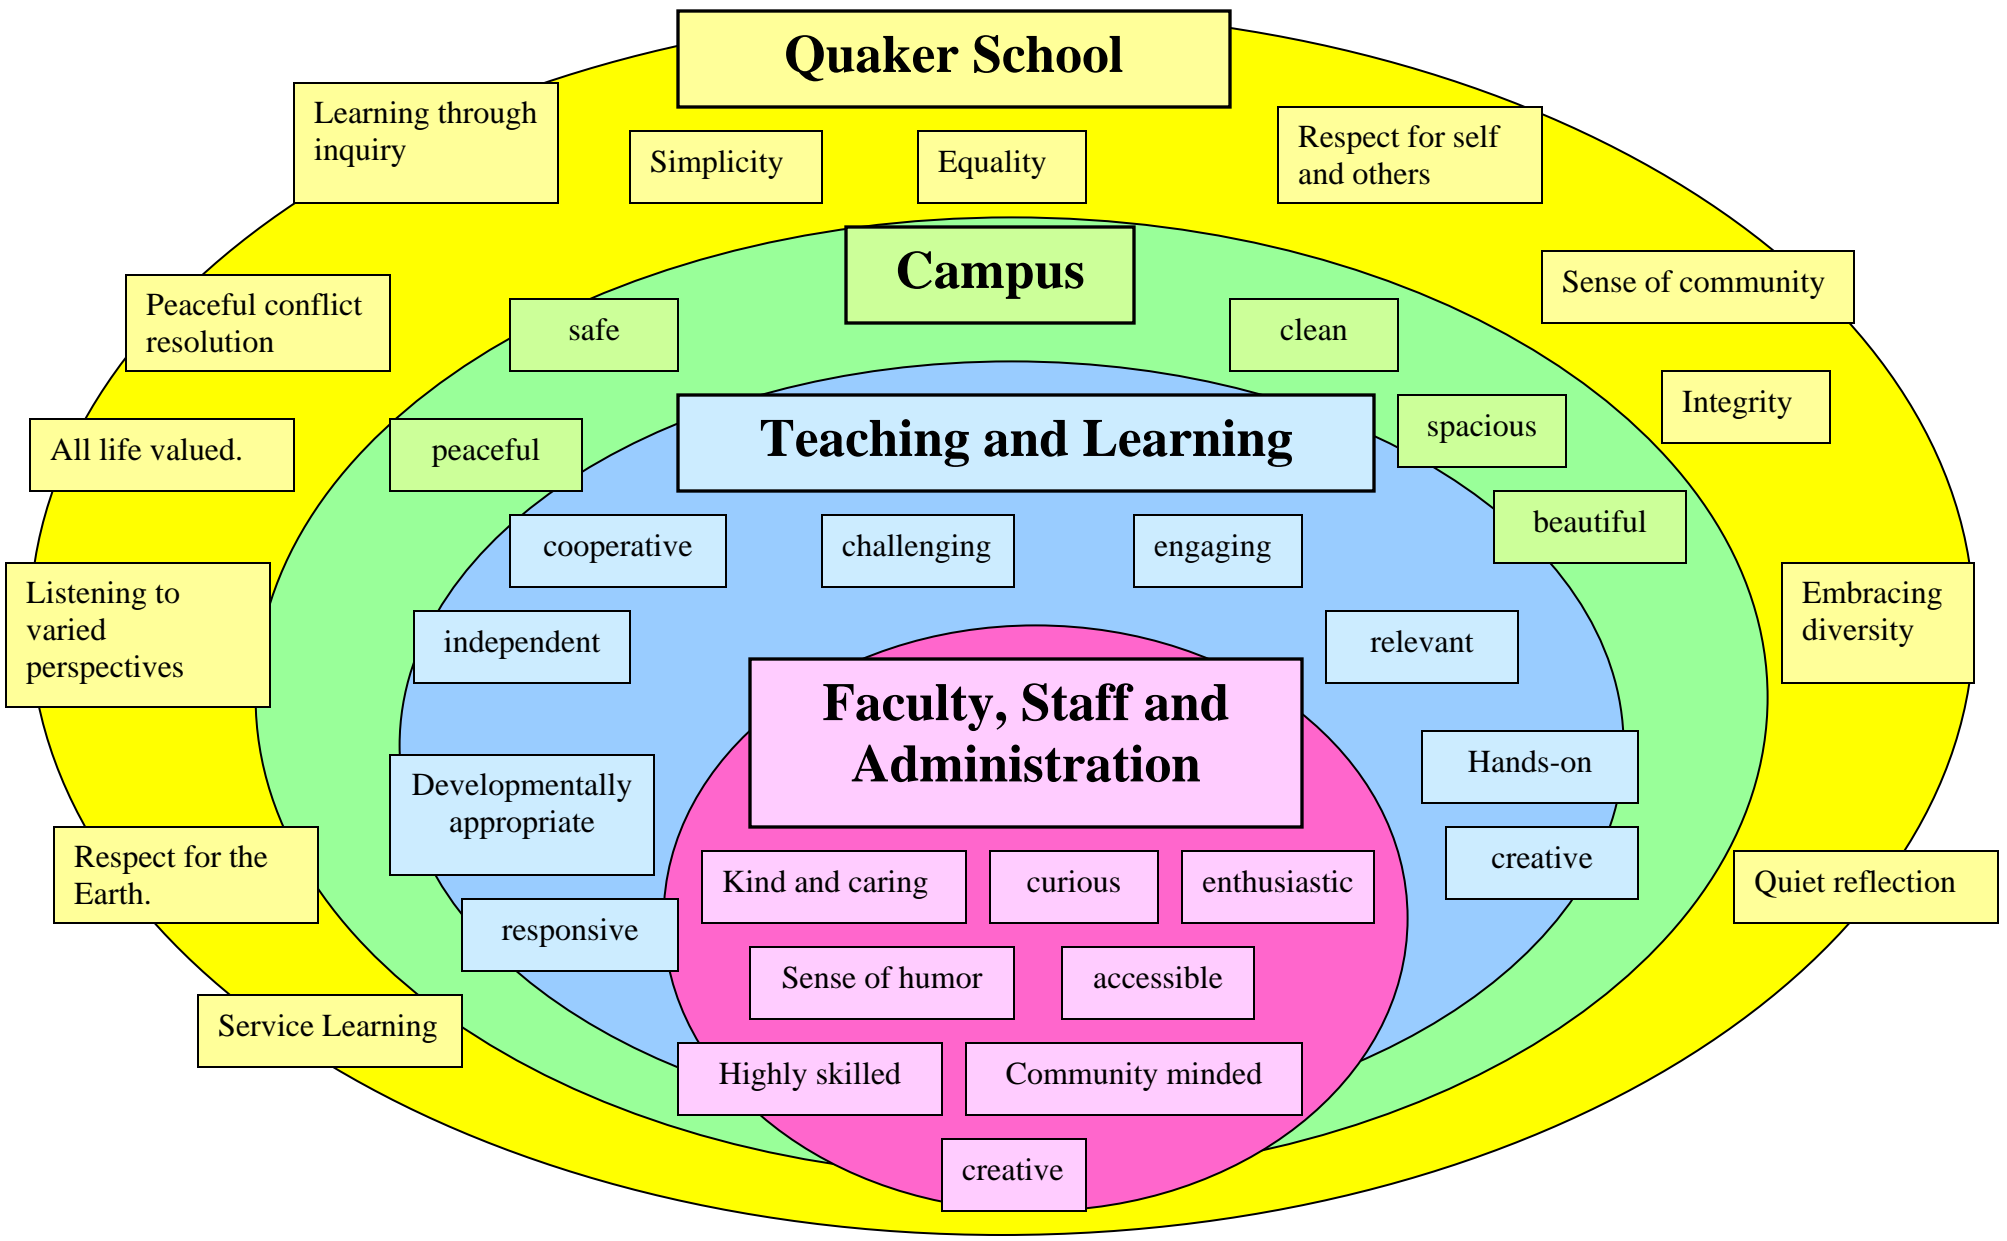 Quaker School
Learning through
inquiry
Simplicity
Equality
Respect for self
and others
Campus
Sense of community
Peaceful conflict
resolution
safe
clean
Integrity
Teaching and Learning
spacious
All life valued.
peaceful
beautiful
cooperative
challenging
engaging
Listening to
varied
perspectives
Embracing
diversity
independent
relevant
Faculty, Staff and
Administration
Hands-on
Developmentally
appropriate
creative
Respect for the
Earth.
Kind and caring
curious
enthusiastic
Quiet reflection
responsive
Sense of humor
accessible
Service Learning
Highly skilled
Community minded
creative